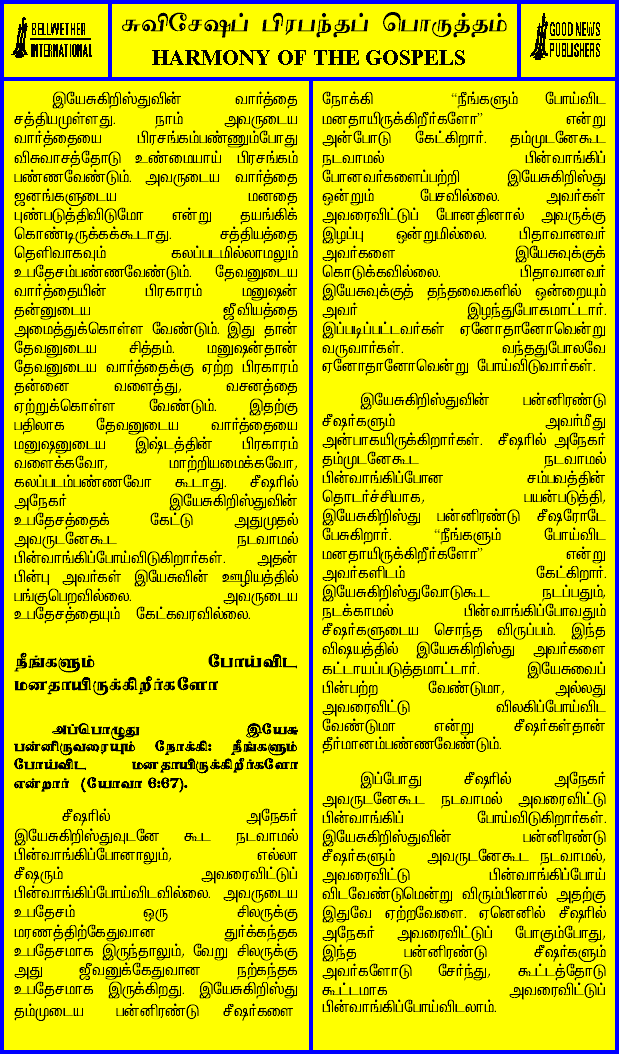 BELLWETHER
INTERNATIONAL
சுவிசேஷப் பிரபந்தப் பொருத்தம்
HARMONY OF THE GOSPELS
GOOD NEWS
PUBLISHERS
இயேசுகிறிஸ்துவின் வார்த்தை
சத்தியமுள்ளது. நாம் அவருடைய
வார்த்தையை பிரசங்கம்பண்ணும்போது
விசுவாசத்தோடு உண்மையாய் பிரசங்கம்
பண்ணவேண்டும். அவருடைய வார்த்தை
ஜனங்களுடைய மனதை
புண்படுத்திவிடுமோ என்று தயங்கிக்
கொண்டிருக்கக்கூடாது. சத்தியத்தை
தெளிவாகவும் கலப்படமில்லாமலும்
உபதேசம்பண்ணவேண்டும். தேவனுடைய
வார்த்தையின் பிரகாரம் மனுஷன்
தன்னுடைய ஜீவியத்தை
அமைத்துக்கொள்ள வேண்டும். இது தான்
தேவனுடைய சித்தம். மனுஷன்தான்
தேவனுடைய வார்த்தைக்கு ஏற்ற பிரகாரம்
தன்னை வளைத்து, வசனத்தை
ஏற்றுக்கொள்ள வேண்டும். இதற்கு
பதிலாக தேவனுடைய வார்த்தையை
மனுஷனுடைய இஷ்டத்தின் பிரகாரம்
வளைக்கவோ, மாற்றியமைக்கவோ,
கலப்படம்பண்ணவோ கூடாது. சீஷரில்
அநேகர் இயேசுகிறிஸ்துவின்
உபதேசத்தைக் கேட்டு அதுமுதல்
அவருடனேகூட நடவாமல்
பின்வாங்கிப்போய்விடுகிறார்கள். அதன்
பின்பு அவர்கள் இயேசுவின் ஊழியத்தில்
பங்குபெறவில்லை. அவருடைய
உபதேசத்தையும் கேட்கவரவில்லை.
நீங்களும் போய்விட
மனதாயிருக்கிறீர்களோ
அப்பொழுது இயேசு
பன்னிருவரையும் நோக்கி: நீங்களும்
போய்விட மனதாயிருக்கிறீர்களோ
என்றார் (யோவா 6:67).
சீஷரில் அநேகர்
இயேசுகிறிஸ்துவுடனே கூட நடவாமல்
பின்வாங்கிப்போனாலும், எல்லா
சீஷரும் அவரைவிட்டுப்
பின்வாங்கிப்போய்விடவில்லை. அவருடைய
உபதேசம் ஒரு சிலருக்கு
மரணத்திற்கேதுவான துர்க்கந்தக
உபதேசமாக இருந்தாலும், வேறு சிலருக்கு
அது ஜீவனுக்கேதுவான நற்கந்தக
உபதேசமாக இருக்கிறது. இயேசுகிறிஸ்து
தம்முடைய பன்னிரண்டு சீஷர்களை
நோக்கி “நீங்களும் போய்விட
மனதாயிருக்கிறீர்களோ” என்று
அன்போடு கேட்கிறார். தம்முடனேகூட
நடவாமல் பின்வாங்கிப்
போனவர்களைப்பற்றி இயேசுகிறிஸ்து
ஒன்றும் பேசவில்லை. அவர்கள்
அவரைவிட்டுப் போனதினால் அவருக்கு
இழப்பு ஒன்றுமில்லை. பிதாவானவர்
அவர்களை இயேசுவுக்குக்
கொடுக்கவில்லை. பிதாவானவர்
இயேசுவுக்குத் தந்தவைகளில் ஒன்றையும்
அவர் இழந்துபோகமாட்டார்.
இப்படிப்பட்டவர்கள் ஏனோதானோவென்று
வருவார்கள். வந்ததுபோலவே
ஏனோதானோவென்று போய்விடுவார்கள்.
இயேசுகிறிஸ்துவின் பன்னிரண்டு
சீஷர்களும் அவர்மீது
அன்பாகயிருக்கிறார்கள். சீஷரில் அநேகர்
தம்முடனேகூட நடவாமல்
பின்வாங்கிப்போன சம்பவத்தின்
தொடர்ச்சியாக, பயன்படுத்தி,
இயேசுகிறிஸ்து பன்னிரண்டு சீஷரோடே
பேசுகிறார். “நீங்களும் போய்விட
மனதாயிருக்கிறீர்களோ” என்று
அவர்களிடம் கேட்கிறார்.
இயேசுகிறிஸ்துவோடுகூட நடப்பதும்,
நடக்காமல் பின்வாங்கிப்போவதும்
சீஷர்களுடைய சொந்த விருப்பம். இந்த
விஷயத்தில் இயேசுகிறிஸ்து அவர்களை
கட்டாயப்படுத்தமாட்டார். இயேசுவைப்
பின்பற்ற வேண்டுமா, அல்லது
அவரைவிட்டு விலகிப்போய்விட
வேண்டுமா என்று சீஷர்கள்தான்
தீர்மானம்பண்ணவேண்டும்.
இப்போது சீஷரில் அநேகர்
அவருடனேகூட நடவாமல் அவரைவிட்டு
பின்வாங்கிப் போய்விடுகிறார்கள்.
இயேசுகிறிஸ்துவின் பன்னிரண்டு
சீஷர்களும் அவருடனேகூட நடவாமல்,
அவரைவிட்டு பின்வாங்கிப்போய்
விடவேண்டுமென்று விரும்பினால் அதற்கு
இதுவே ஏற்றவேளை. ஏனெனில் சீஷரில்
அநேகர் அவரைவிட்டுப் போகும்போது,
இந்த பன்னிரண்டு சீஷர்களும்
அவர்களோடு சேர்ந்து, கூட்டத்தோடு
கூட்டமாக அவரைவிட்டுப்
பின்வாங்கிப்போய்விடலாம்.